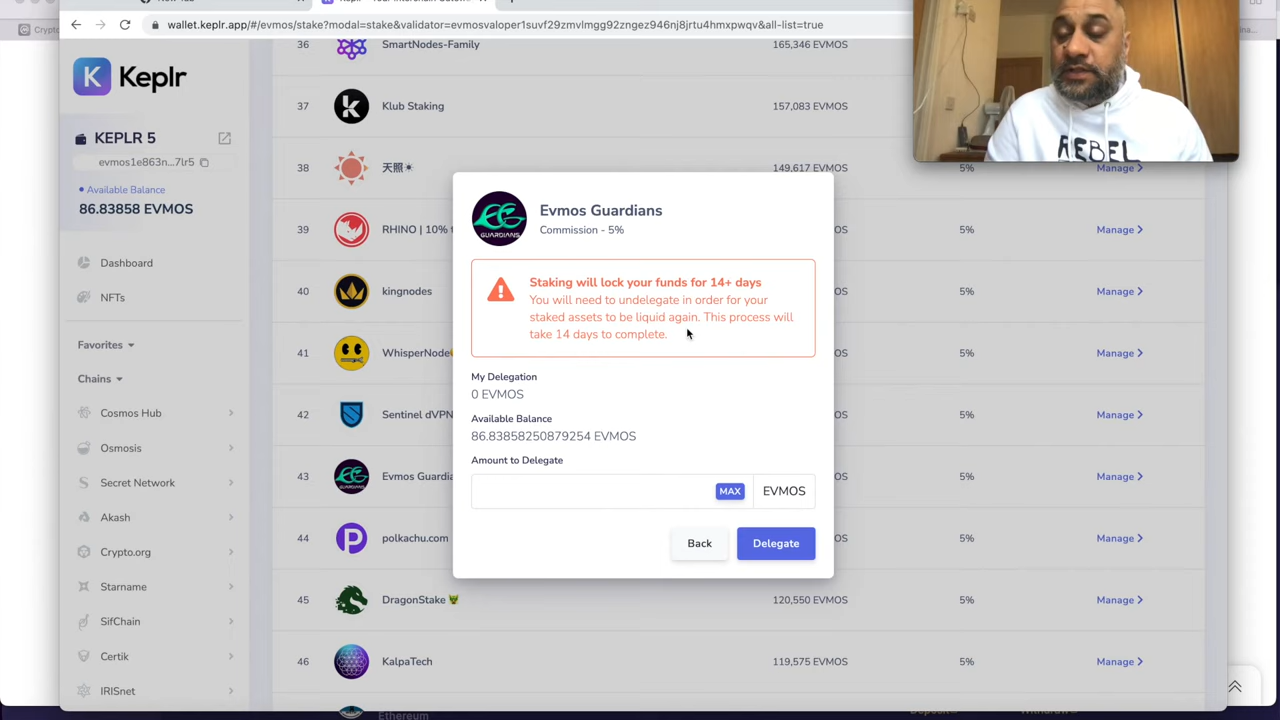 wallet.keplr.app/#/evmos/stake?modal=stake&validator=evmosvaloper1suvf29zmvlmgg92zngez946nj8jrtu4hmxpwqv&all-list=true
Crypto
K Keplr
KEPLR 5
evmos1e863n...7lr5
Available Balance
86.83858 EVMOS
Dashboard
NFTs
Favorites
Chains
Cosmos Hub
Osmosis
Secret Network
Akash
Crypto.org
Starname
SifChain
Certik
IRISnet
36 SmartNodes-Family 165,346 EVMOS
37 k Klub Staking 157,083 EVMOS
38 天照☀ 149,617 EVMOS 5% Manage
39 RHINO | 10% t 5% Manage
40 kingnodes 5% Manage
41 WhisperNode 5% Manage
42 Sentinel dVPN 5% Manage
43 Evmos Guardia 5% Manage
44 polkachu.com 5% Manage
45 DragonStake 120,550 EVMOS 5% Manage
46 KalpaTech 119,575 EVMOS 5% Manage
Ethereum
REBEL
GUARDIANS
Evmos Guardians
Commission - 5%
Staking will lock your funds for 14+ days
You will need to undelegate in order for your
staked assets to be liquid again. This process will
take 14 days to complete.
My Delegation
0 EVMOS
Available Balance
86.83858250879254 EVMOS
Amount to Delegate
MAX EVMOS
Back Delegate